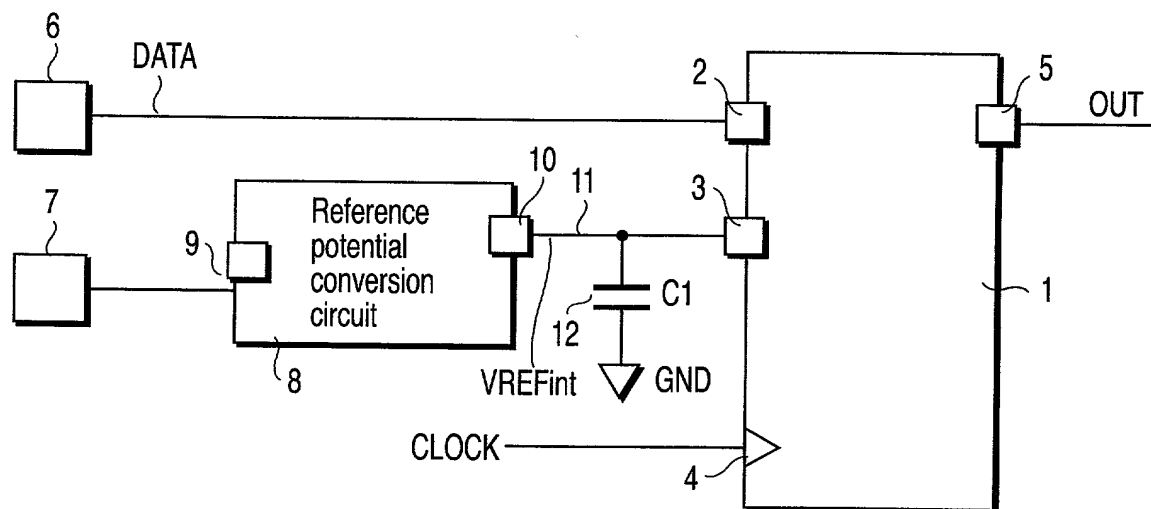 6
DATA
2
5
OUT
7
9
Reference
potential
conversion
circuit
10
11
3
8
12
C1
1
VREFint
GND
CLOCK
4